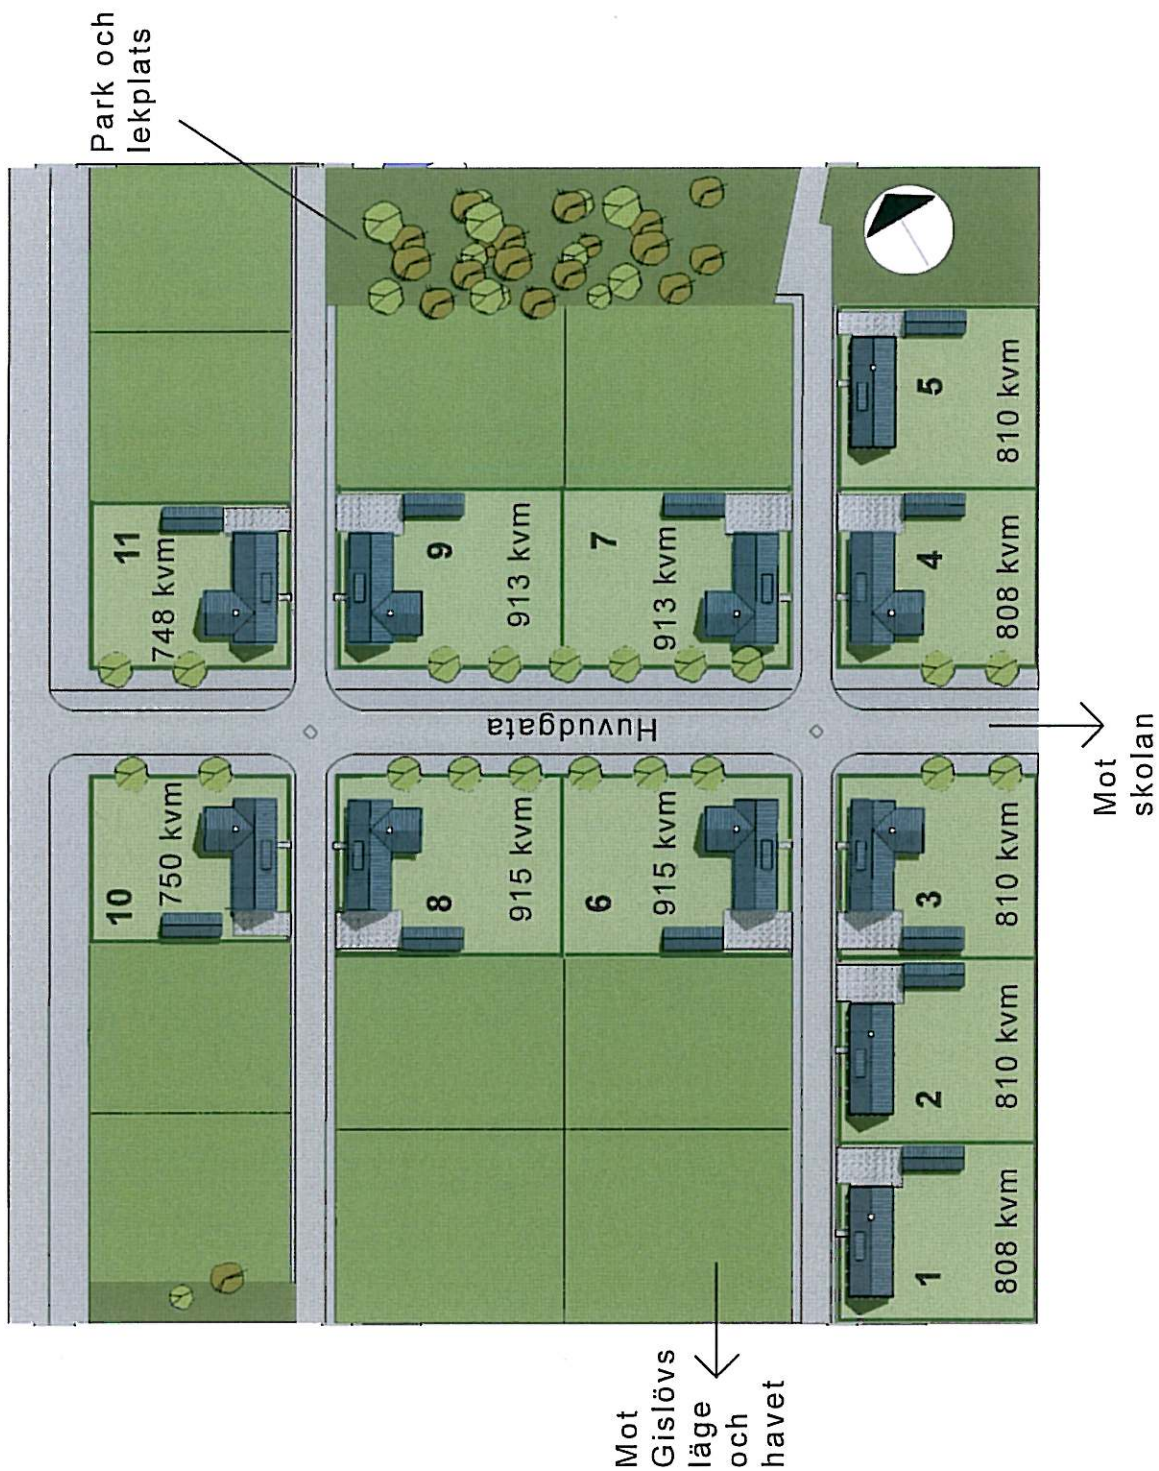 Park och
lekplats
11
748 kvm
9
913 kvm
7
913 kvm
5
810 kvm
4
808 kvm
Huvudgata
10
750 kvm
8
915 kvm
6
915 kvm
3
810 kvm
2
810 kvm
1
808 kvm
Mot
skolan
Mot
Gislövs
läge
och
havet